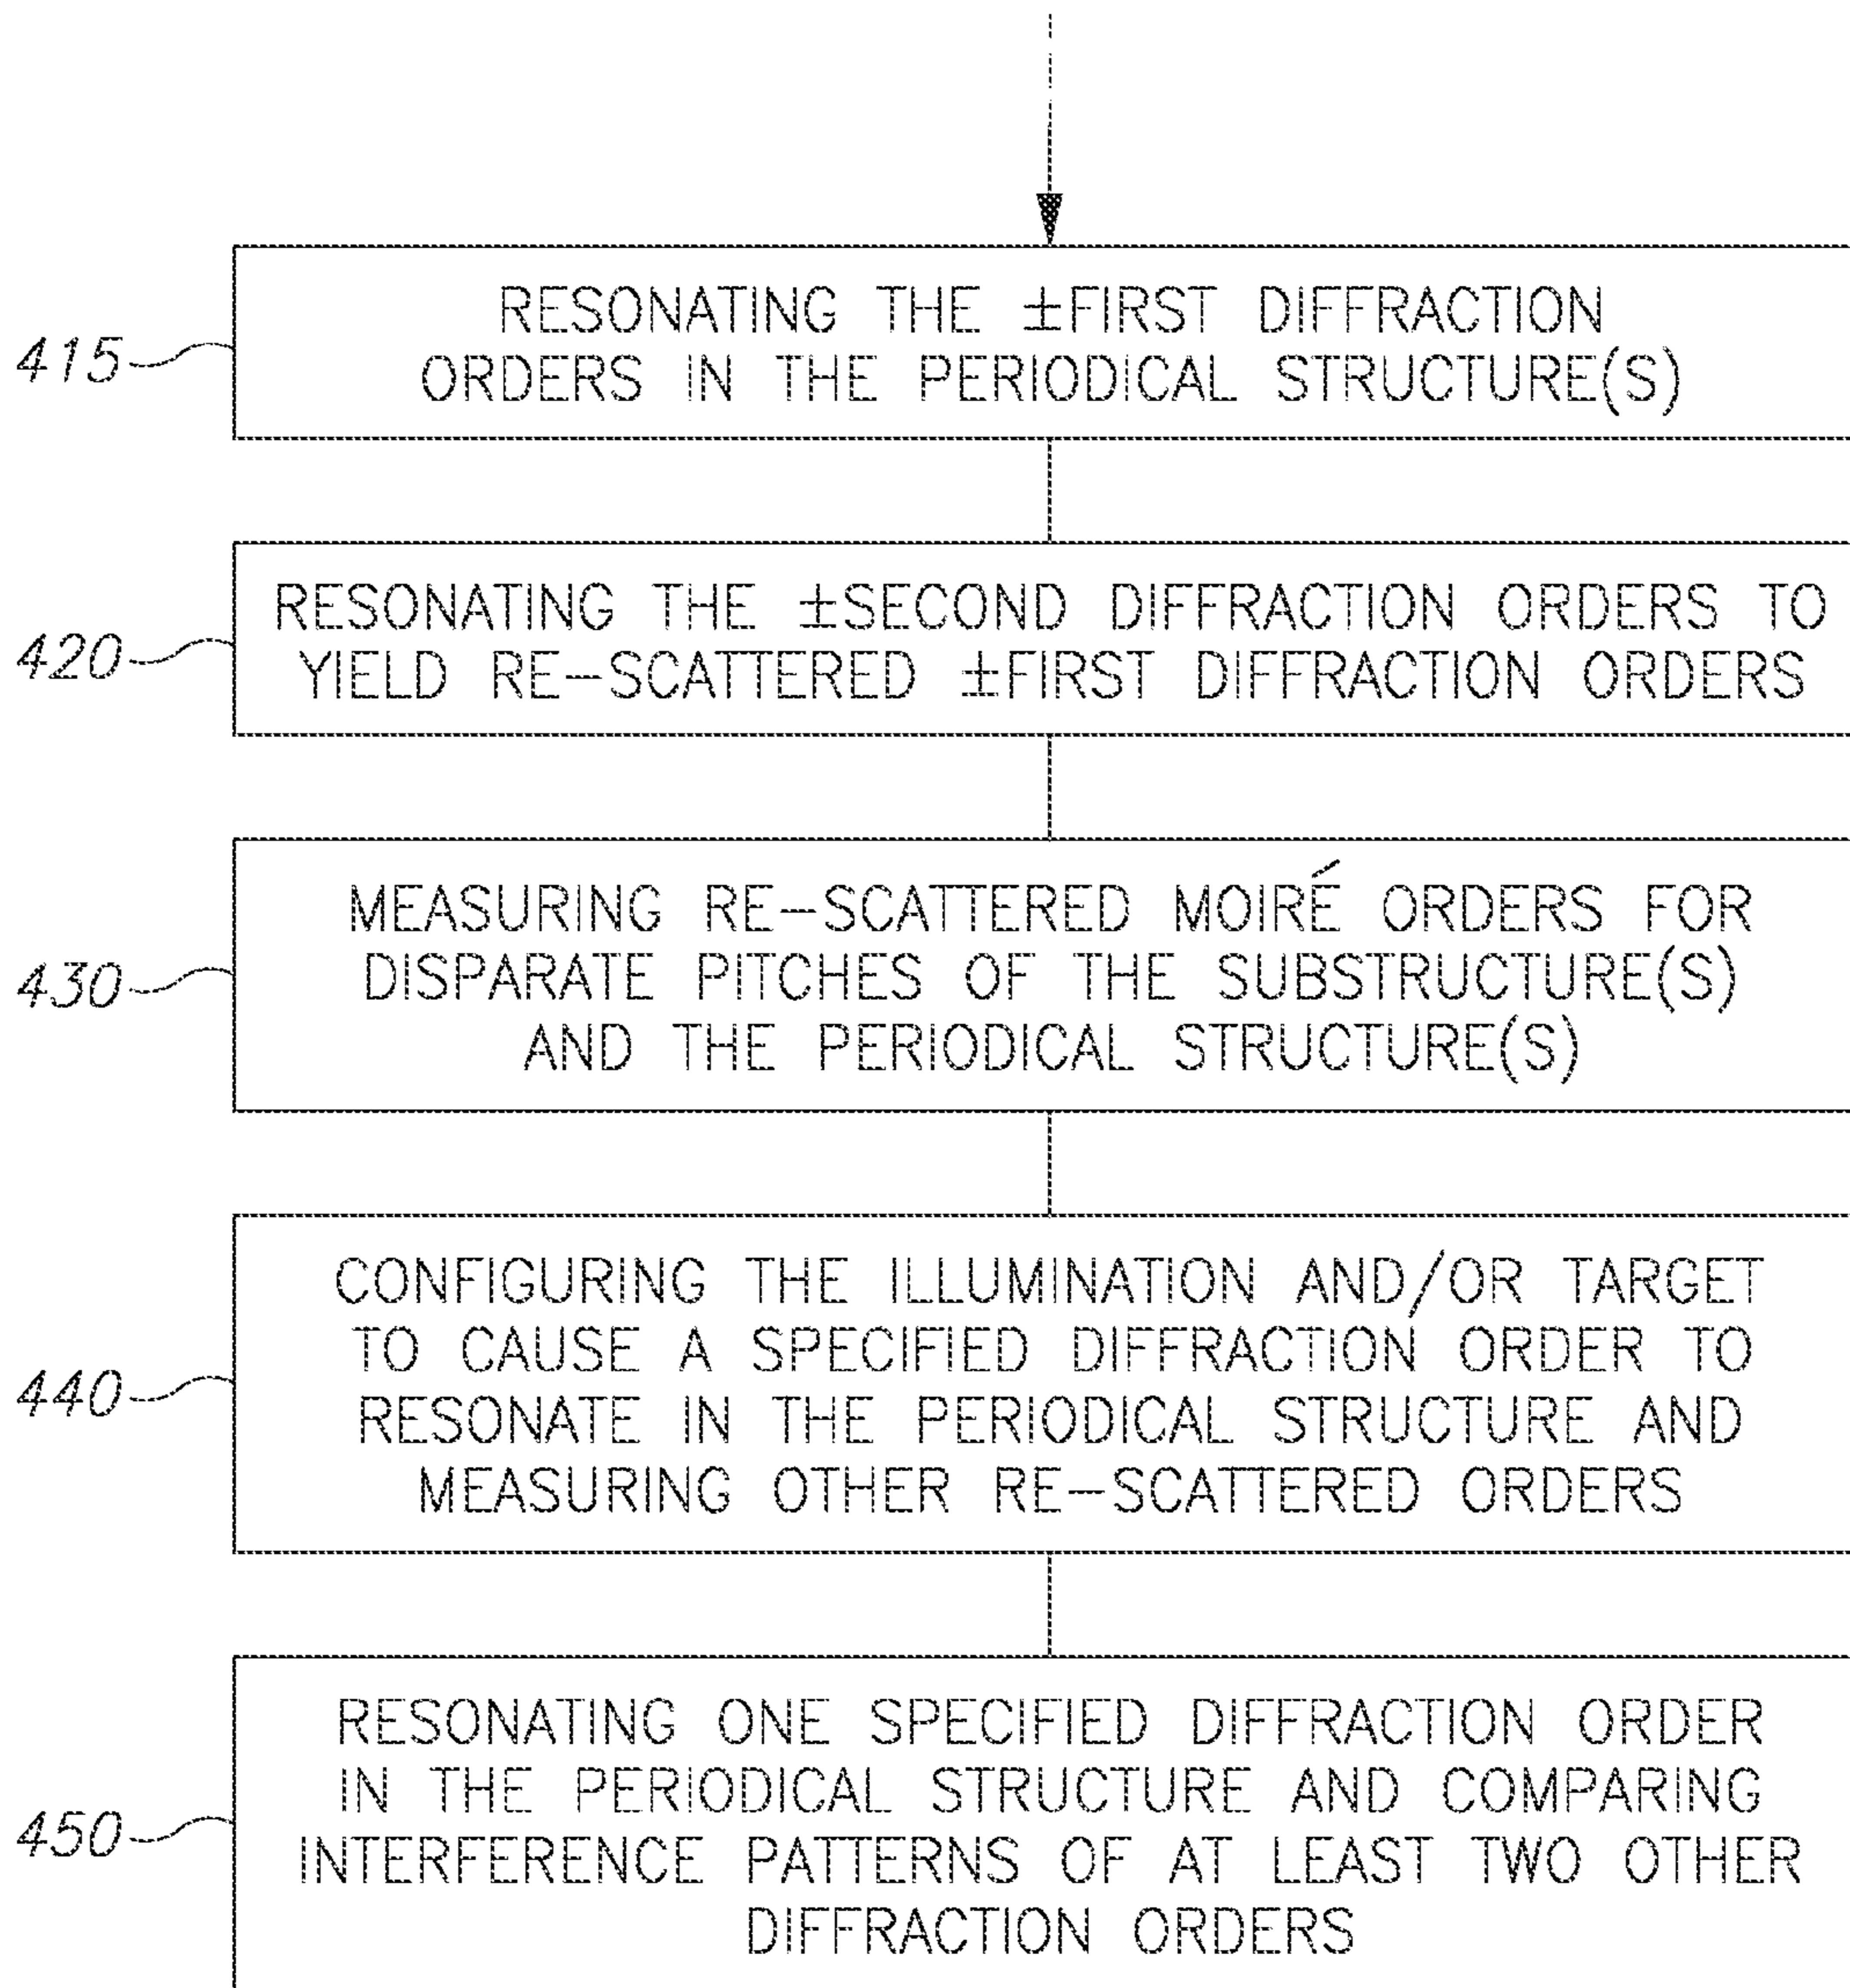 415
RESONATING THE ±FIRST DIFFRACTION
ORDERS IN THE PERIODICAL STRUCTURE(S)
420
RESONATING THE ±SECOND DIFFRACTION ORDERS TO
YIELD RE-SCATTERED ±FIRST DIFFRACTION ORDERS
430
MEASURING RE-SCATTERED MOIRÉ ORDERS FOR
DISPARATE PITCHES OF THE SUBSTRUCTURE(S)
AND THE PERIODICAL STRUCTURE(S)
440
CONFIGURING THE ILLUMINATION AND/OR TARGET
TO CAUSE A SPECIFIED DIFFRACTION ORDER TO
RESONATE IN THE PERIODICAL STRUCTURE AND
MEASURING OTHER RE-SCATTERED ORDERS
450
RESONATING ONE SPECIFIED DIFFRACTION ORDER
IN THE PERIODICAL STRUCTURE AND COMPARING
INTERFERENCE PATTERNS OF AT LEAST TWO OTHER
DIFFRACTION ORDERS